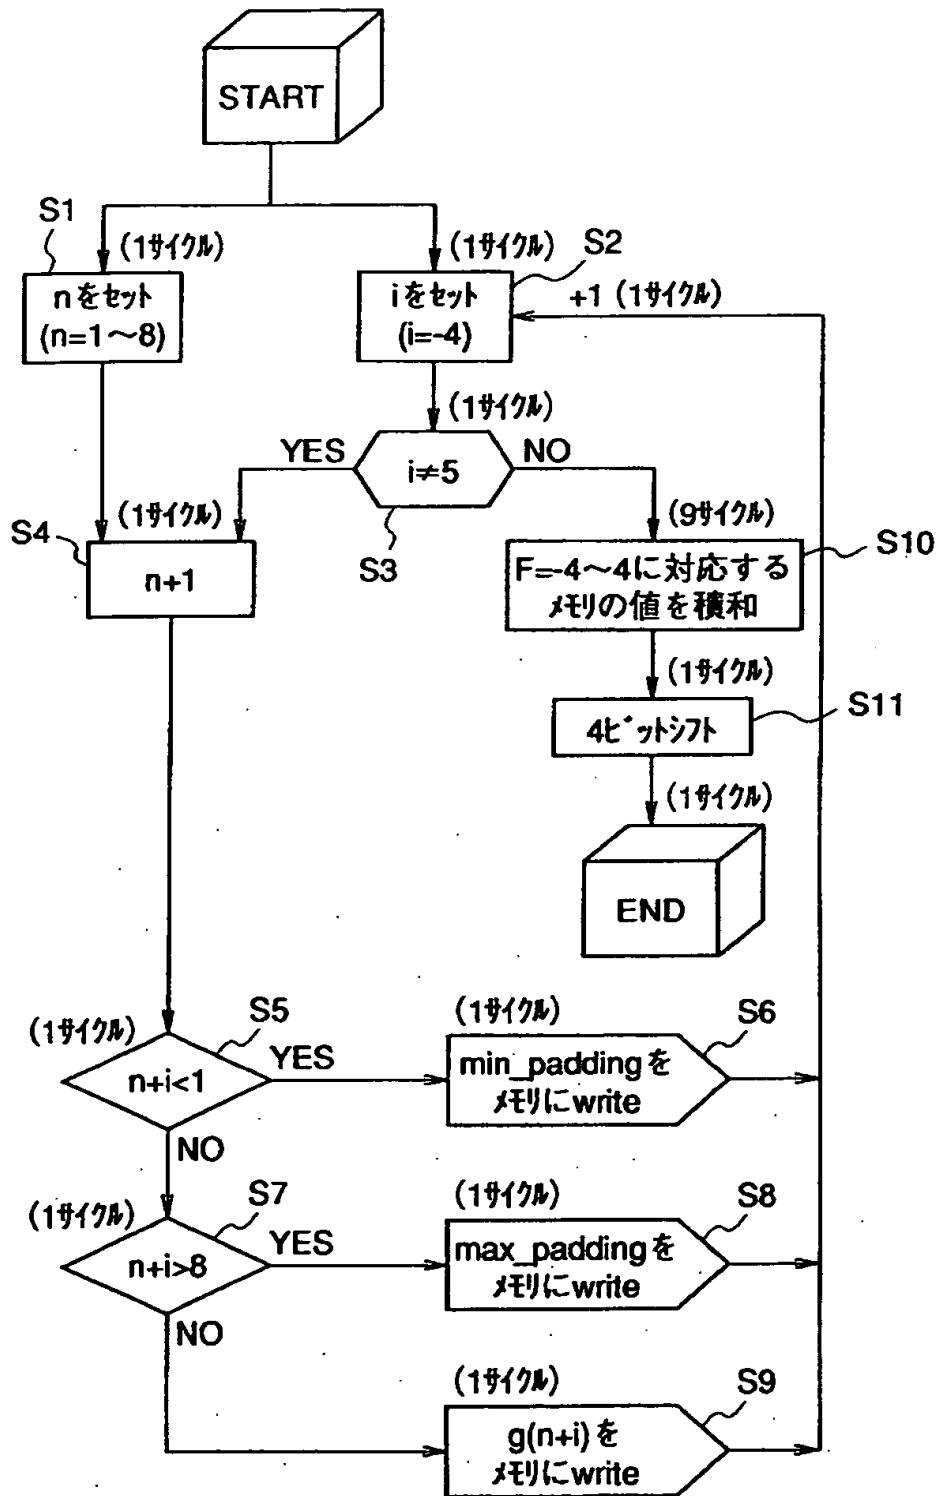 START
S1
(1サイクル)
(1サイクル)
S2
nをセット
(n=1〜8)
iをセット
(i=-4)
+1 (1サイクル)
(1サイクル)
YES
i≠5
NO
S3
S4
(1サイクル)
n+1
(9サイクル)
S10
F=-4〜4に対応する
メモリの値を積和
(1サイクル)
S11
4ビットシフト
(1サイクル)
END
(1サイクル)
S5
n+i<1
YES
NO
(1サイクル)
S6
min_paddingを
メモリにwrite
(1サイクル)
S7
n+i>8
YES
NO
(1サイクル)
S8
max_paddingを
メモリにwrite
(1サイクル)
S9
g(n+i)を
メモリにwrite